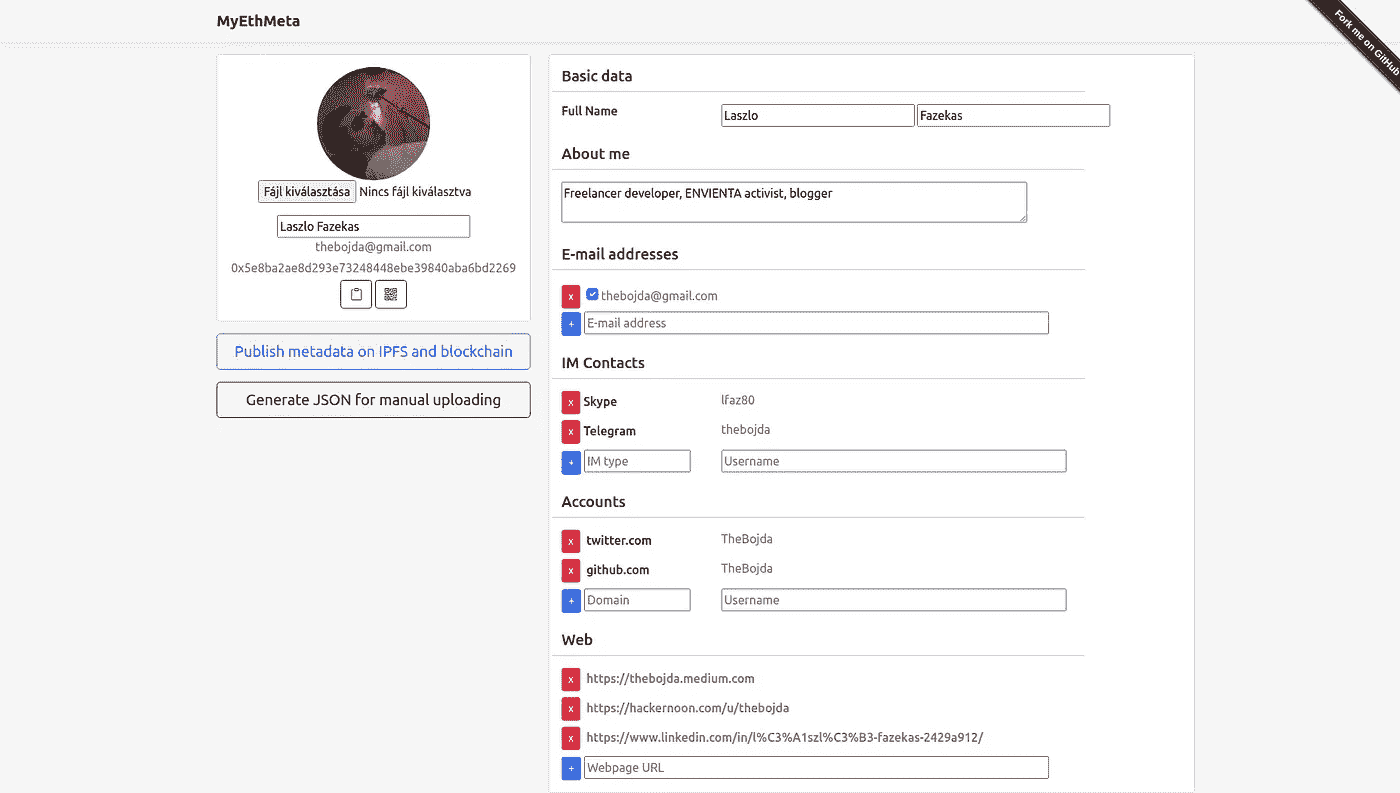 MyEthMeta
Fork me on GitHub
Fájl kiválasztása Nincs fájl kiválasztva
Laszlo Fazekas
thebojda@gmail.com
0x5e8ba2ae8d293e73248448ebe39840aba6bd2269
Publish metadata on IPFS and blockchain
Generate JSON for manual uploading
Basic data
Full Name Laszlo Fazekas
About me
Freelancer developer, ENVIENTA activist, blogger
E-mail addresses
x thebojda@gmail.com
+ E-mail address
IM Contacts
x Skype lfaz80
x Telegram thebojda
+ IM type Username
Accounts
x twitter.com TheBojda
x github.com TheBojda
+ Domain Username
Web
x https://thebojda.medium.com
x https://hackernoon.com/u/thebojda
x https://www.linkedin.com/in/l%C3%A1szl%C3%B3-fazekas-2429a912/
+ Webpage URL